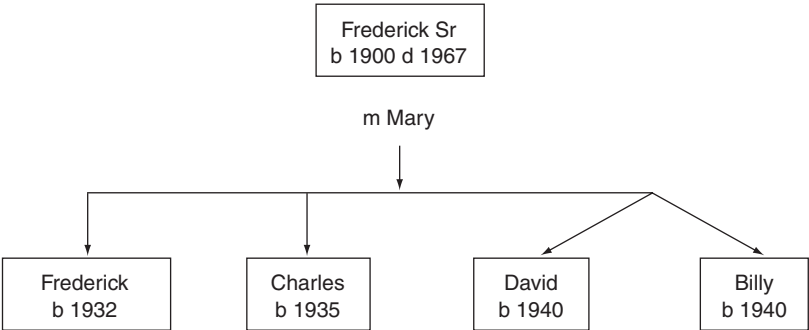 Frederick Sr
b 1900 d 1967
m Mary
Frederick
b 1932
Charles
b 1935
David
b 1940
Billy
b 1940